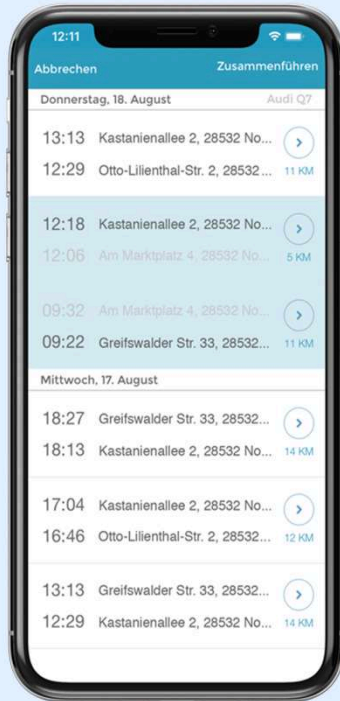 12:11
Abbrechen Zusammenführen
Donnerstag, 18. August Audi Q7
13:13 Kastanienallee 2, 28532 No...
12:29 Otto-Lilienthal-Str. 2, 28532... 11 KM
12:18 Kastanienallee 2, 28532 No...
12:06 Am Marktplatz 4, 28532 No... 5 KM
09:32 Am Marktplatz 4, 28532 No...
09:22 Greifswalder Str. 33, 28532... 11 KM
Mittwoch, 17. August
18:27 Greifswalder Str. 33, 28532...
18:13 Kastanienallee 2, 28532 No... 14 KM
17:04 Kastanienallee 2, 28532 No...
16:46 Otto-Lilienthal-Str. 2, 28532... 12 KM
13:13 Greifswalder Str. 33, 28532...
12:29 Kastanienallee 2, 28532 No... 14 KM